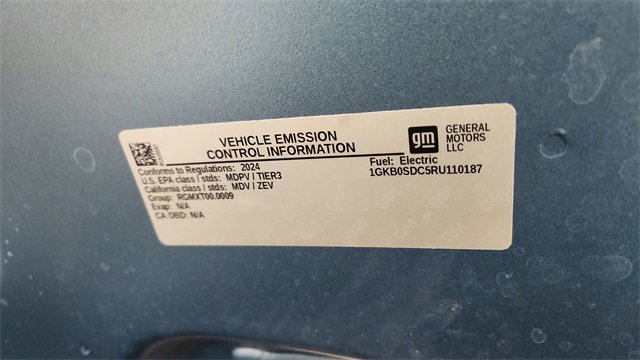 VEHICLE EMISSION
CONTROL INFORMATION
gm
GENERAL
MOTORS
LLC
Conforms to Regulations: 2024
U.S. EPA class / stds: MDPV / TIER3
California class / stds: MDV / ZEV
Group: RGMXT00.0009
Evap: N/A
CA OBD: N/A
Fuel: Electric
1GKB0SDC5RU110187